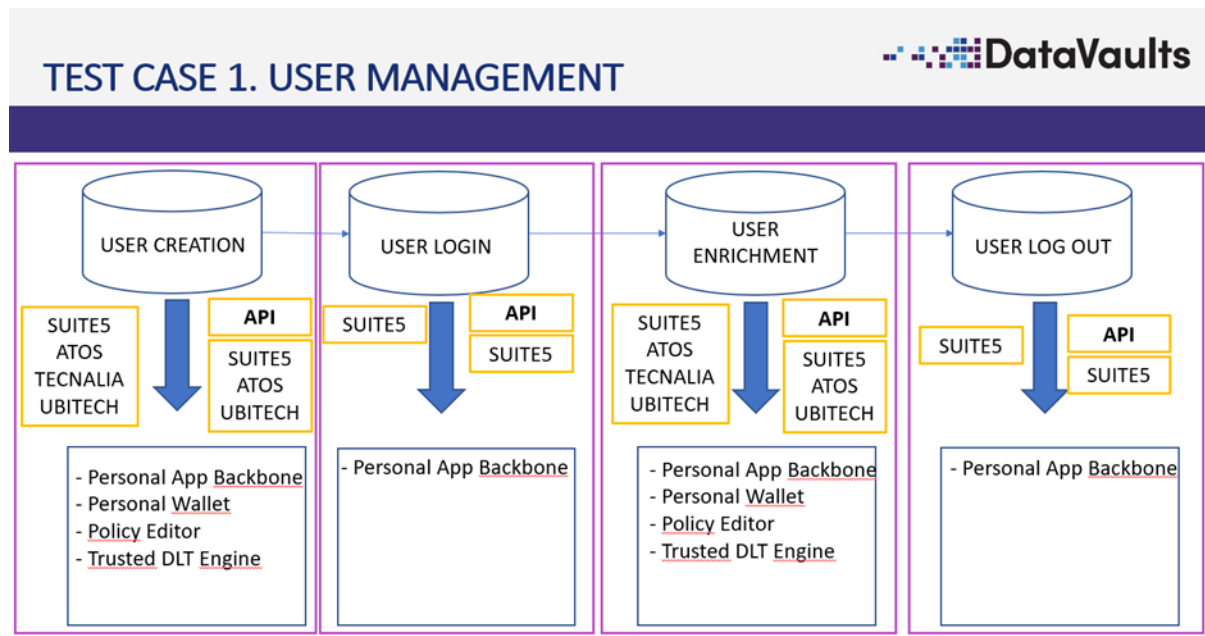 DataVaults
TEST CASE 1. USER MANAGEMENT
USER CREATION
SUITE5
ATOS
TECNALIA
UBITECH
API
SUITE5
ATOS
UBITECH
- Personal App Backbone
- Personal Wallet
- Policy Editor
- Trusted DLT Engine
USER LOGIN
SUITE5
API
SUITE5
- Personal App Backbone
USER
ENRICHMENT
SUITE5
ATOS
TECNALIA
UBITECH
API
SUITE5
ATOS
UBITECH
- Personal App Backbone
- Personal Wallet
- Policy Editor
- Trusted DLT Engine
USER LOG OUT
SUITE5
API
SUITE5
- Personal App Backbone